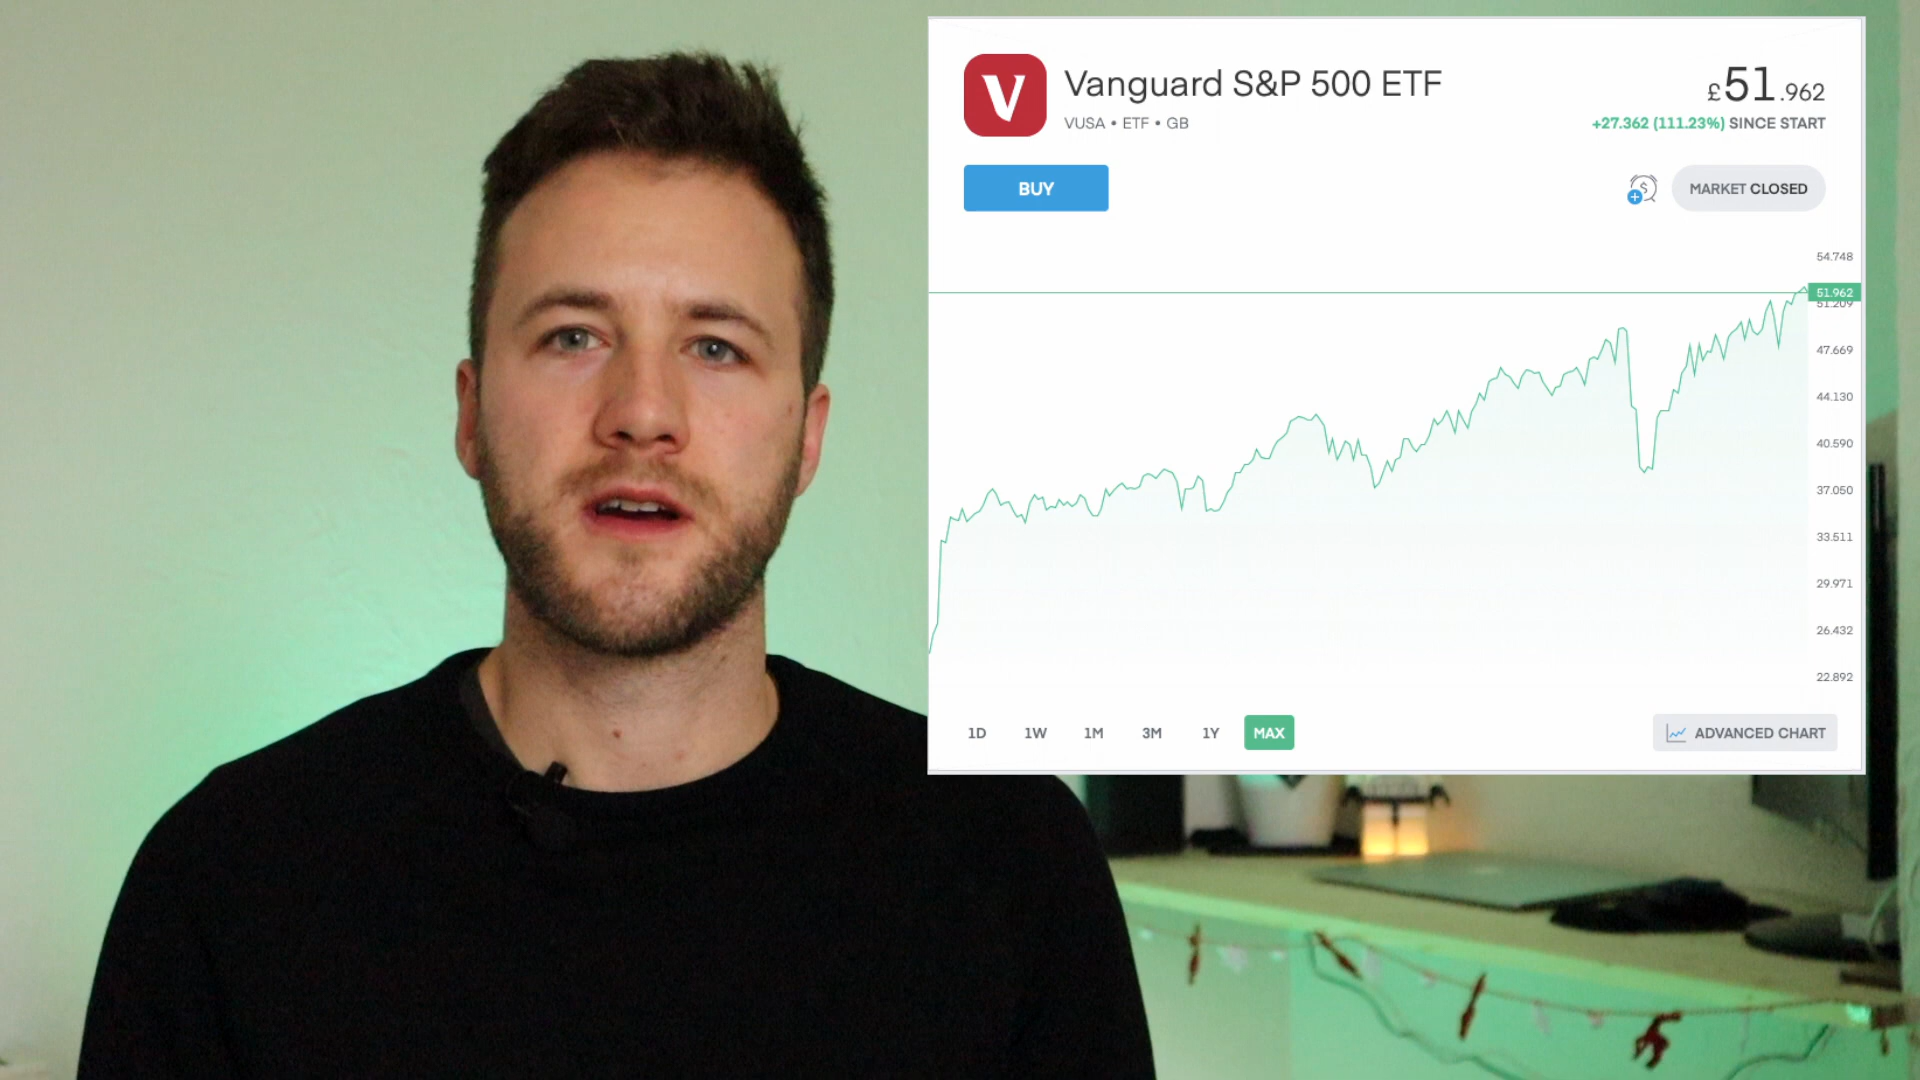 V Vanguard S&P 500 ETF
VUSA • ETF • GB
£51.962
+27.362 (111.23%) SINCE START
BUY
$
MARKET CLOSED
54.748
51.962
51.209
47.669
44.130
40.590
37.050
33.511
29.971
26.432
22.892
1D 1W 1M 3M 1Y MAX
ADVANCED CHART